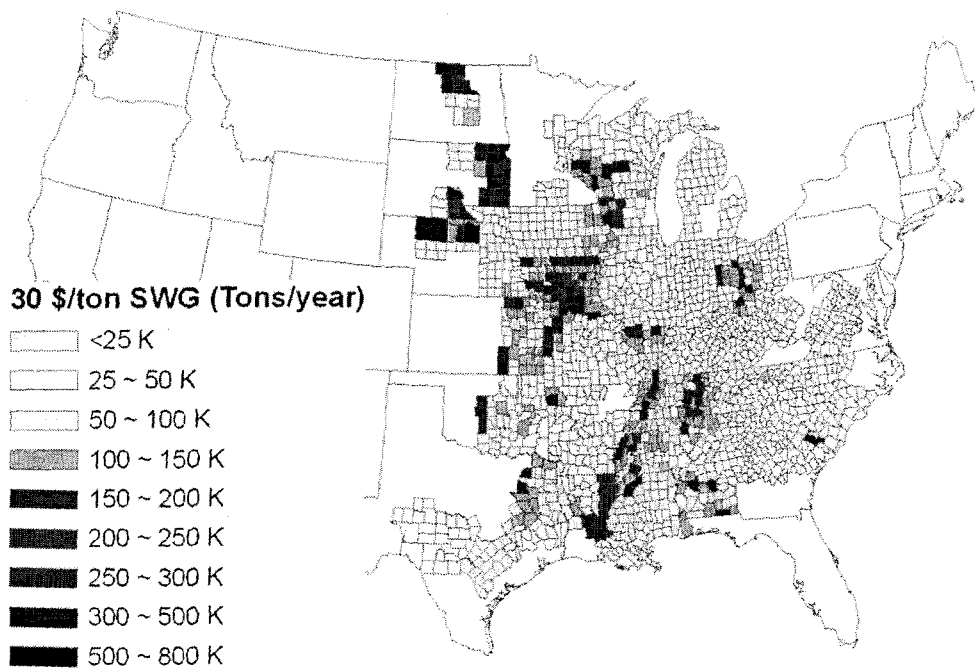 30 $/ton SWG (Tons/year)
<25 K
25 ~ 50 K
50 ~ 100 K
100 ~ 150 K
150 ~ 200 K
200 ~ 250 K
250 ~ 300 K
300 ~ 500 K
500 ~ 800 K